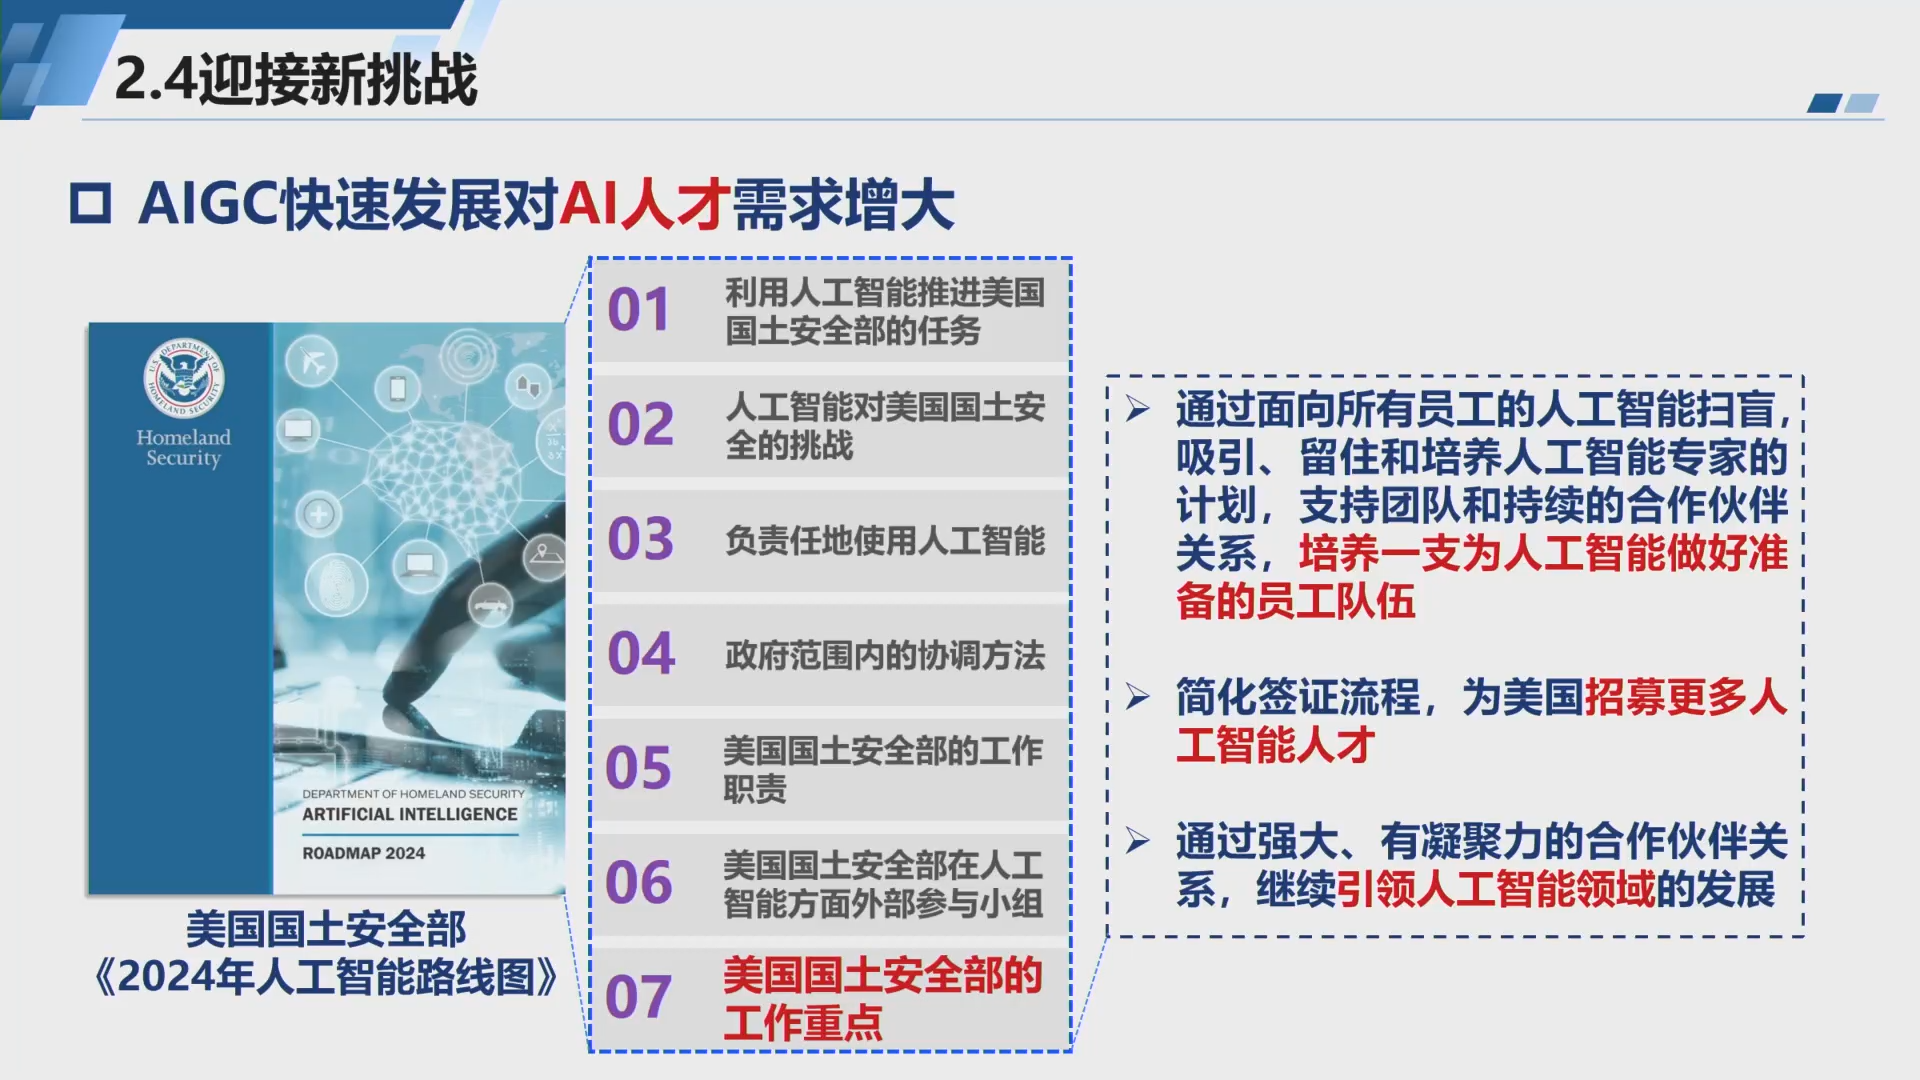 2.4迎接新挑战
AIGC快速发展对AI人才需求增大
U.S. DEPARTMENT OF HOMELAND SECURITY
Homeland
Security
DEPARTMENT OF HOMELAND SECURITY
ARTIFICIAL INTELLIGENCE
ROADMAP 2024
美国国土安全部
《2024年人工智能路线图》
01
利用人工智能推进美国
国土安全部的任务
02
人工智能对美国国土安
全的挑战
03
负责任地使用人工智能
04
政府范围内的协调方法
05
美国国土安全部的工作
职责
06
美国国土安全部在人工
智能方面外部参与小组
07
美国国土安全部的
工作重点
通过面向所有员工的人工智能扫盲，
吸引、留住和培养人工智能专家的
计划，支持团队和持续的合作伙伴
关系，培养一支为人工智能做好准
备的员工队伍
简化签证流程，为美国招募更多人
工智能人才
通过强大、有凝聚力的合作伙伴关
系，继续引领人工智能领域的发展